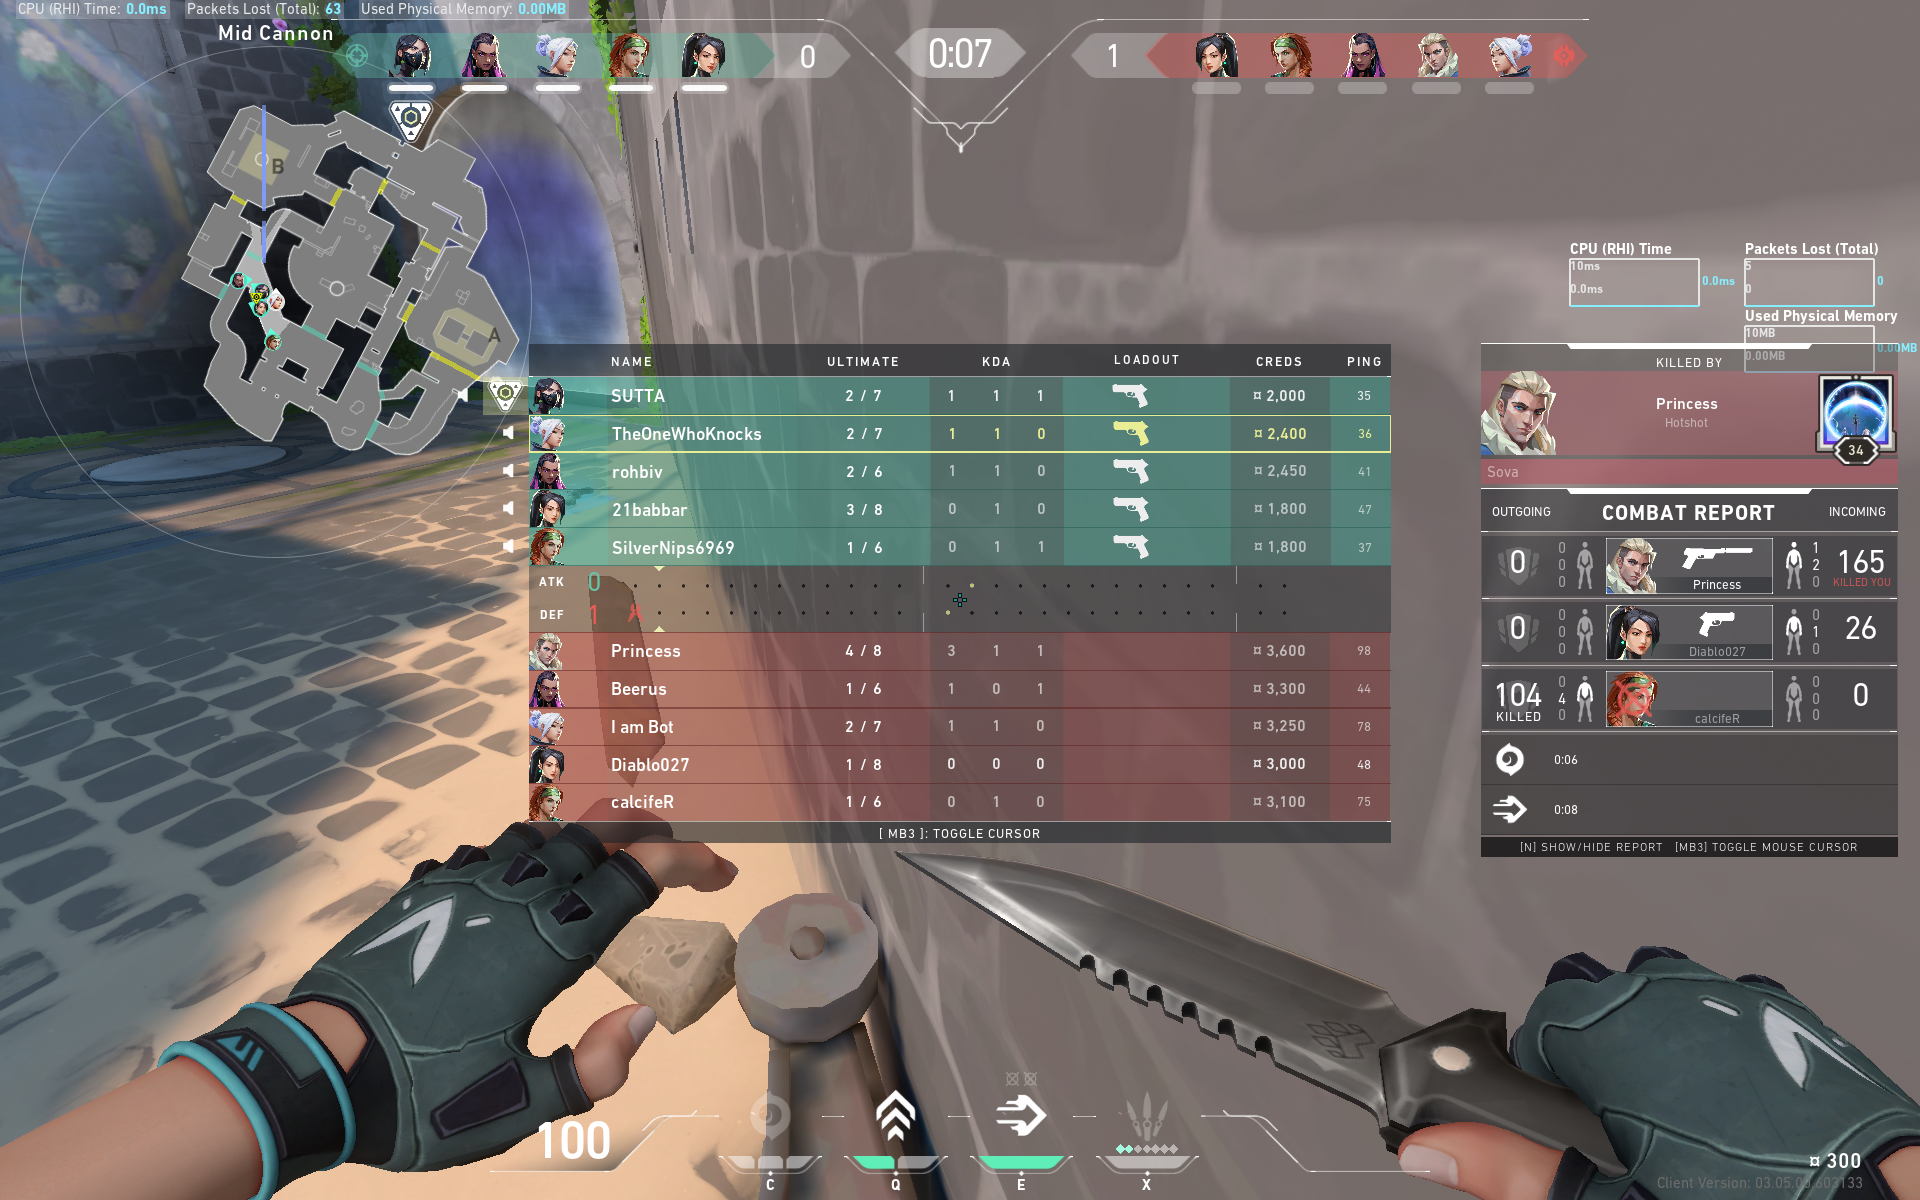 CPU (RHI) Time: 0.0ms Packets Lost (Total): 63 Used Physical Memory: 0.00MB
Mid Cannon
0 0:07 1
B
A
CPU (RHI) Time Packets Lost (Total)
10ms 5
0.0ms 0.0ms 0 0
Used Physical Memory
10MB
0.00MB 0.00MB
NAME ULTIMATE KDA LOADOUT CREDS PING
SUTTA 2 / 7 1 1 1 ¤ 2,000 35
TheOneWhoKnocks 2 / 7 1 1 0 ¤ 2,400 36
rohbiv 2 / 6 1 1 0 ¤ 2,450 41
21babbar 3 / 8 0 1 0 ¤ 1,800 47
SilverNips6969 1 / 6 0 1 1 ¤ 1,800 37
ATK 0
DEF 1
Princess 4 / 8 3 1 1 ¤ 3,600 98
Beerus 1 / 6 1 0 1 ¤ 3,300 44
I am Bot 2 / 7 1 1 0 ¤ 3,250 78
Diablo027 1 / 8 0 0 0 ¤ 3,000 48
calcifeR 1 / 6 0 1 0 ¤ 3,100 75
[ MB3 ]: TOGGLE CURSOR
KILLED BY
Princess
Hotshot
34
Sova
OUTGOING COMBAT REPORT INCOMING
0 0 0 0 Princess 1 2 0 165 KILLED YOU
0 0 0 0 Diablo027 0 1 0 26
104 KILLED 0 4 0 calcifeR 0 0 0 0
0:06
0:08
[N] SHOW/HIDE REPORT [MB3] TOGGLE MOUSE CURSOR
100
C Q E X
¤ 300